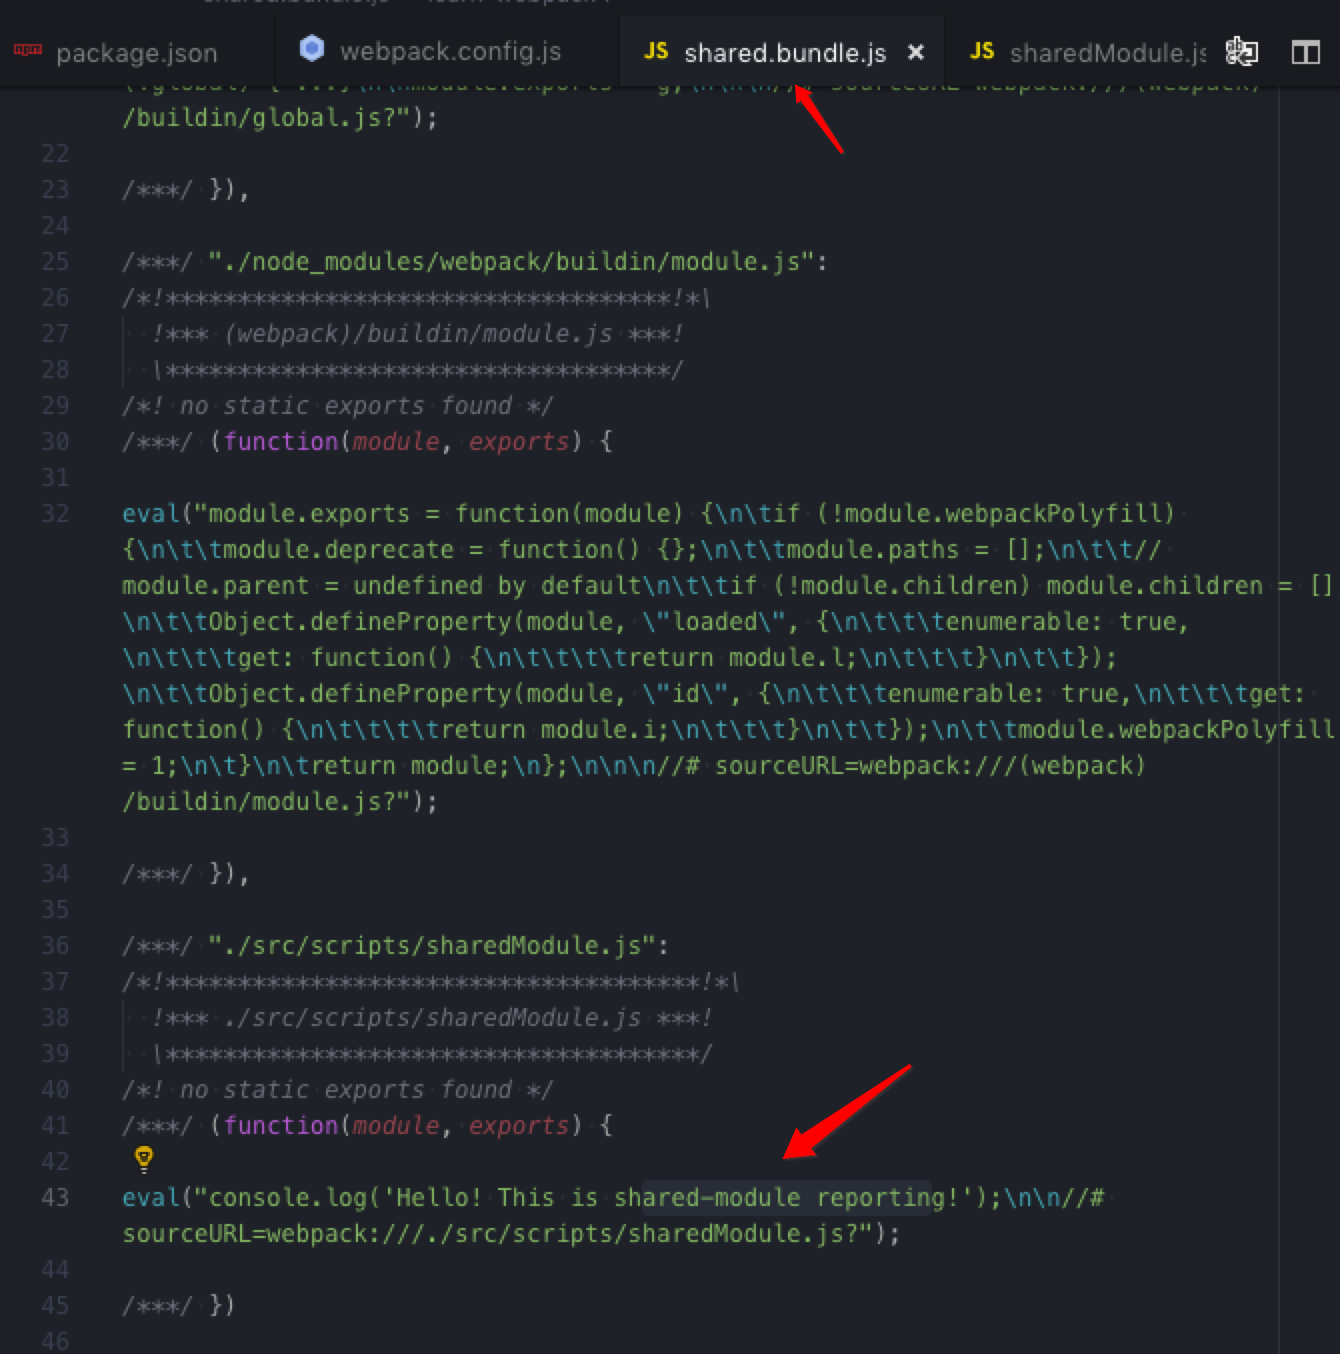 npm package.json webpack.config.js JS shared.bundle.js × JS sharedModule.js
/buildin/global.js?");
22
23 /***/ }),
24
25 /***/ "./node_modules/webpack/buildin/module.js":
26 /*!***********************************!*\
27 !*** (webpack)/buildin/module.js ***!
28 \***********************************/
29 /*! no static exports found */
30 /***/ (function(module, exports) {
31
32 eval("module.exports = function(module) {\n\tif (!module.webpackPolyfill)
{\n\t\tmodule.deprecate = function() {};\n\t\tmodule.paths = [];\n\t\t//
module.parent = undefined by default\n\t\tif (!module.children) module.children = []
\n\t\tObject.defineProperty(module, \"loaded\", {\n\t\t\tenumerable: true,
\n\t\t\tget: function() {\n\t\t\t\treturn module.l;\n\t\t\t}\n\t\t});
\n\t\tObject.defineProperty(module, \"id\", {\n\t\t\tenumerable: true,\n\t\t\tget:
function() {\n\t\t\t\treturn module.i;\n\t\t\t}\n\t\t});\n\t\tmodule.webpackPolyfill
= 1;\n\t}\n\treturn module;\n};\n\n\n//# sourceURL=webpack:///(webpack)
/buildin/module.js?");
33
34 /***/ }),
35
36 /***/ "./src/scripts/sharedModule.js":
37 /*!*************************************!*\
38 !*** ./src/scripts/sharedModule.js ***!
39 \*************************************/
40 /*! no static exports found */
41 /***/ (function(module, exports) {
42
43 eval("console.log('Hello! This is shared-module reporting!');\n\n//#
sourceURL=webpack:///./src/scripts/sharedModule.js?");
44
45 /***/ })
46